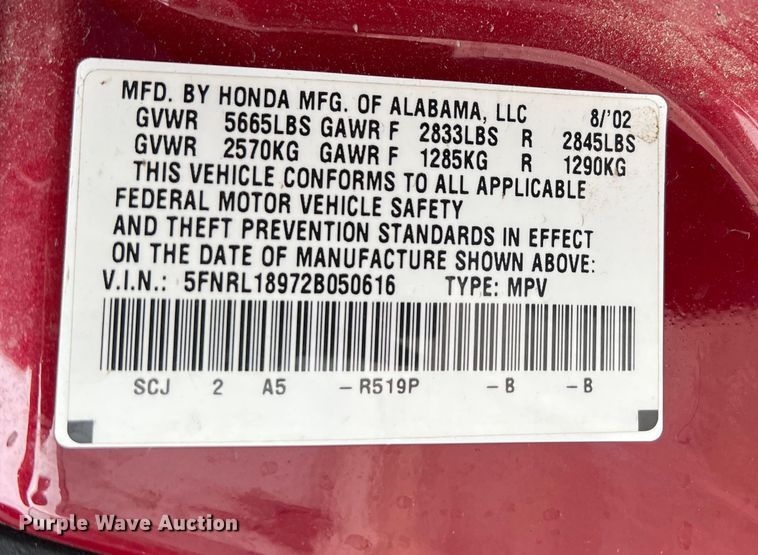 MFD. BY HONDA MFG. OF ALABAMA, LLC 8/'02
GVWR 5665LBS GAWR F 2833LBS R 2845LBS
GVWR 2570KG GAWR F 1285KG R 1290KG
THIS VEHICLE CONFORMS TO ALL APPLICABLE
FEDERAL MOTOR VEHICLE SAFETY
AND THEFT PREVENTION STANDARDS IN EFFECT
ON THE DATE OF MANUFACTURE SHOWN ABOVE:
V.I.N.: 5FNRL18972B050616 TYPE: MPV
SCJ 2 A5 -R519P -B -B
Purple Wave Auction